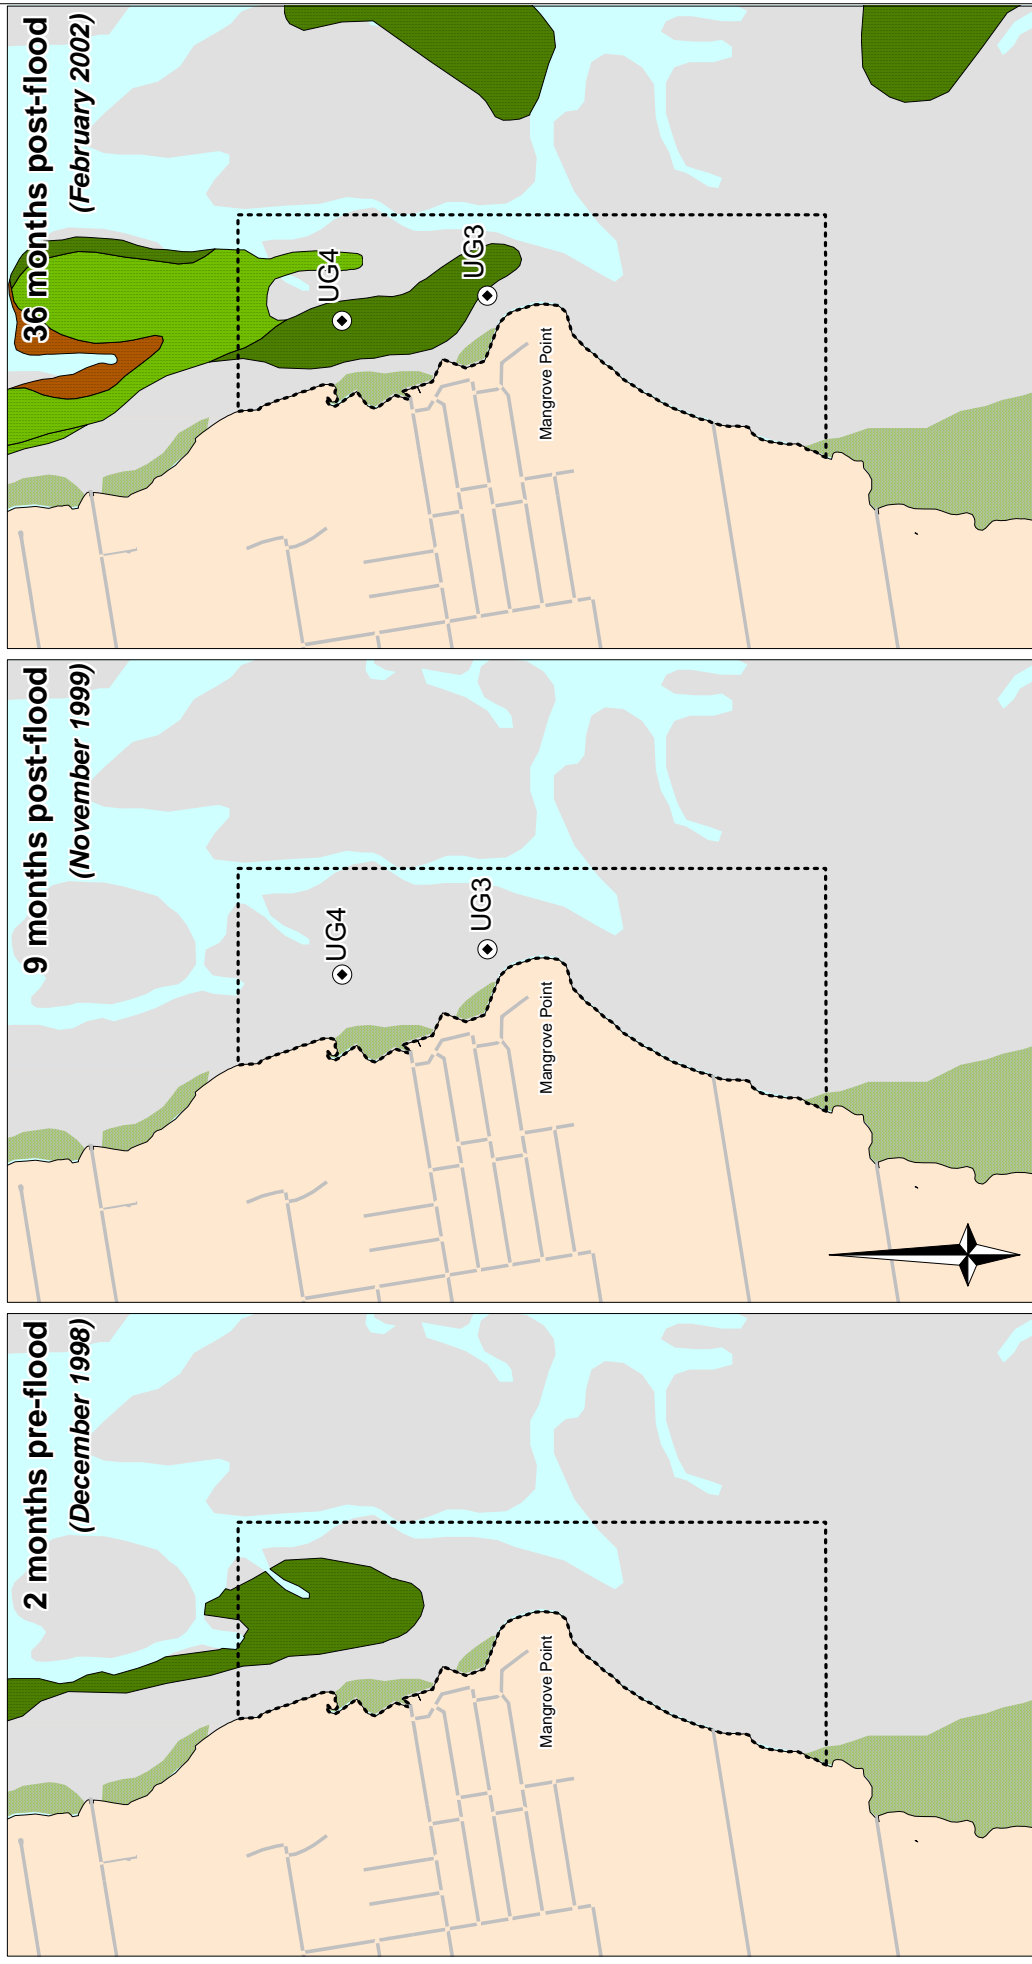 36 months post-flood
(February 2002)
UG4
UG3
Mangrove Point
9 months post-flood
(November 1999)
UG4
UG3
Mangrove Point
2 months pre-flood
(December 1998)
Mangrove Point